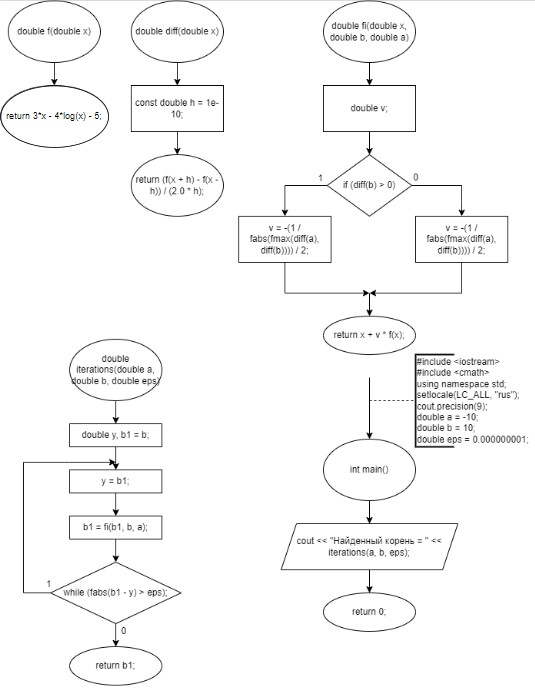 double f(double x)
return 3*x - 4*log(x) - 5;
double diff(double x)
const double h = 1e-
10;
return (f(x + h) - f(x -
h)) / (2.0 * h);
double fi(double x,
double b, double a)
double v;
if (diff(b) > 0)
1
0
v = -(1 /
fabs(fmax(diff(a),
diff(b)))) / 2;
v = -(1 /
fabs(fmax(diff(a),
diff(b)))) / 2;
return x + v * f(x);
double
iterations(double a,
double b, double eps)
double y, b1 = b;
y = b1;
b1 = fi(b1, b, a);
while (fabs(b1 - y) > eps);
1
0
return b1;
#include <iostream>
#include <cmath>
using namespace std;
setlocale(LC_ALL, "rus");
cout.precision(9);
double a = -10;
double b = 10;
double eps = 0.000000001;
int main()
cout << "Найденный корень = " <<
iterations(a, b, eps);
return 0;